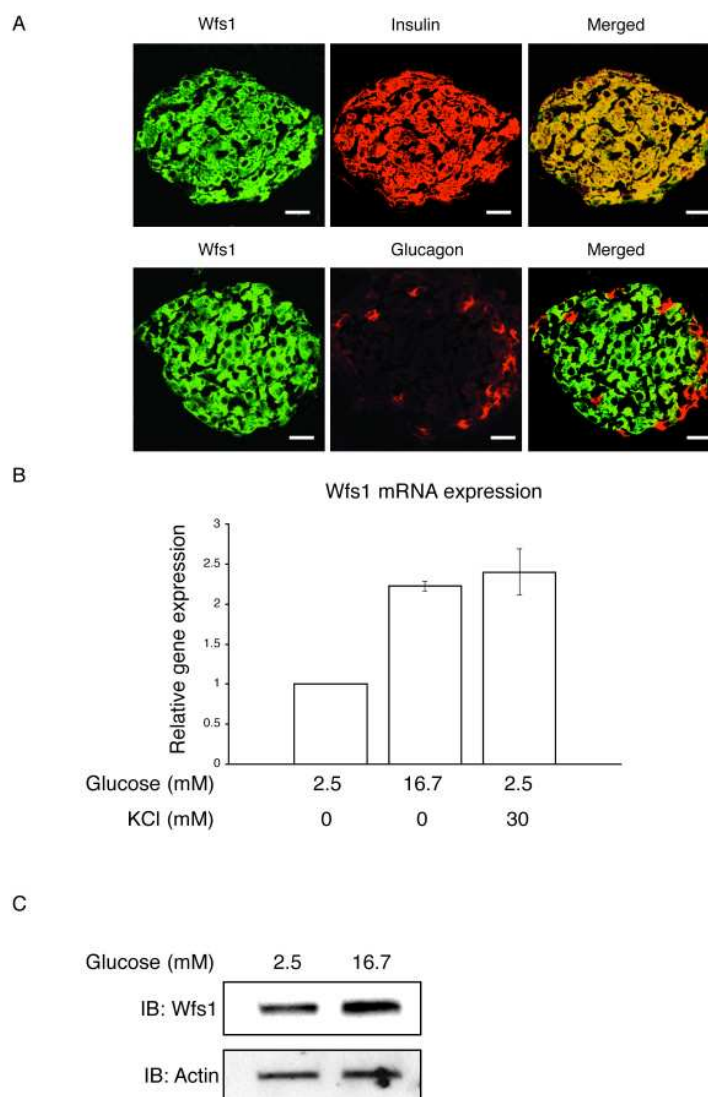 A
Wfs1 Insulin Merged
Wfs1 Glucagon Merged
B
Wfs1 mRNA expression
Relative gene expression
3
2.5
2
1.5
1
0.5
0
Glucose (mM) 2.5 16.7 2.5
KCl (mM) 0 0 30
C
Glucose (mM) 2.5 16.7
IB: Wfs1
IB: Actin